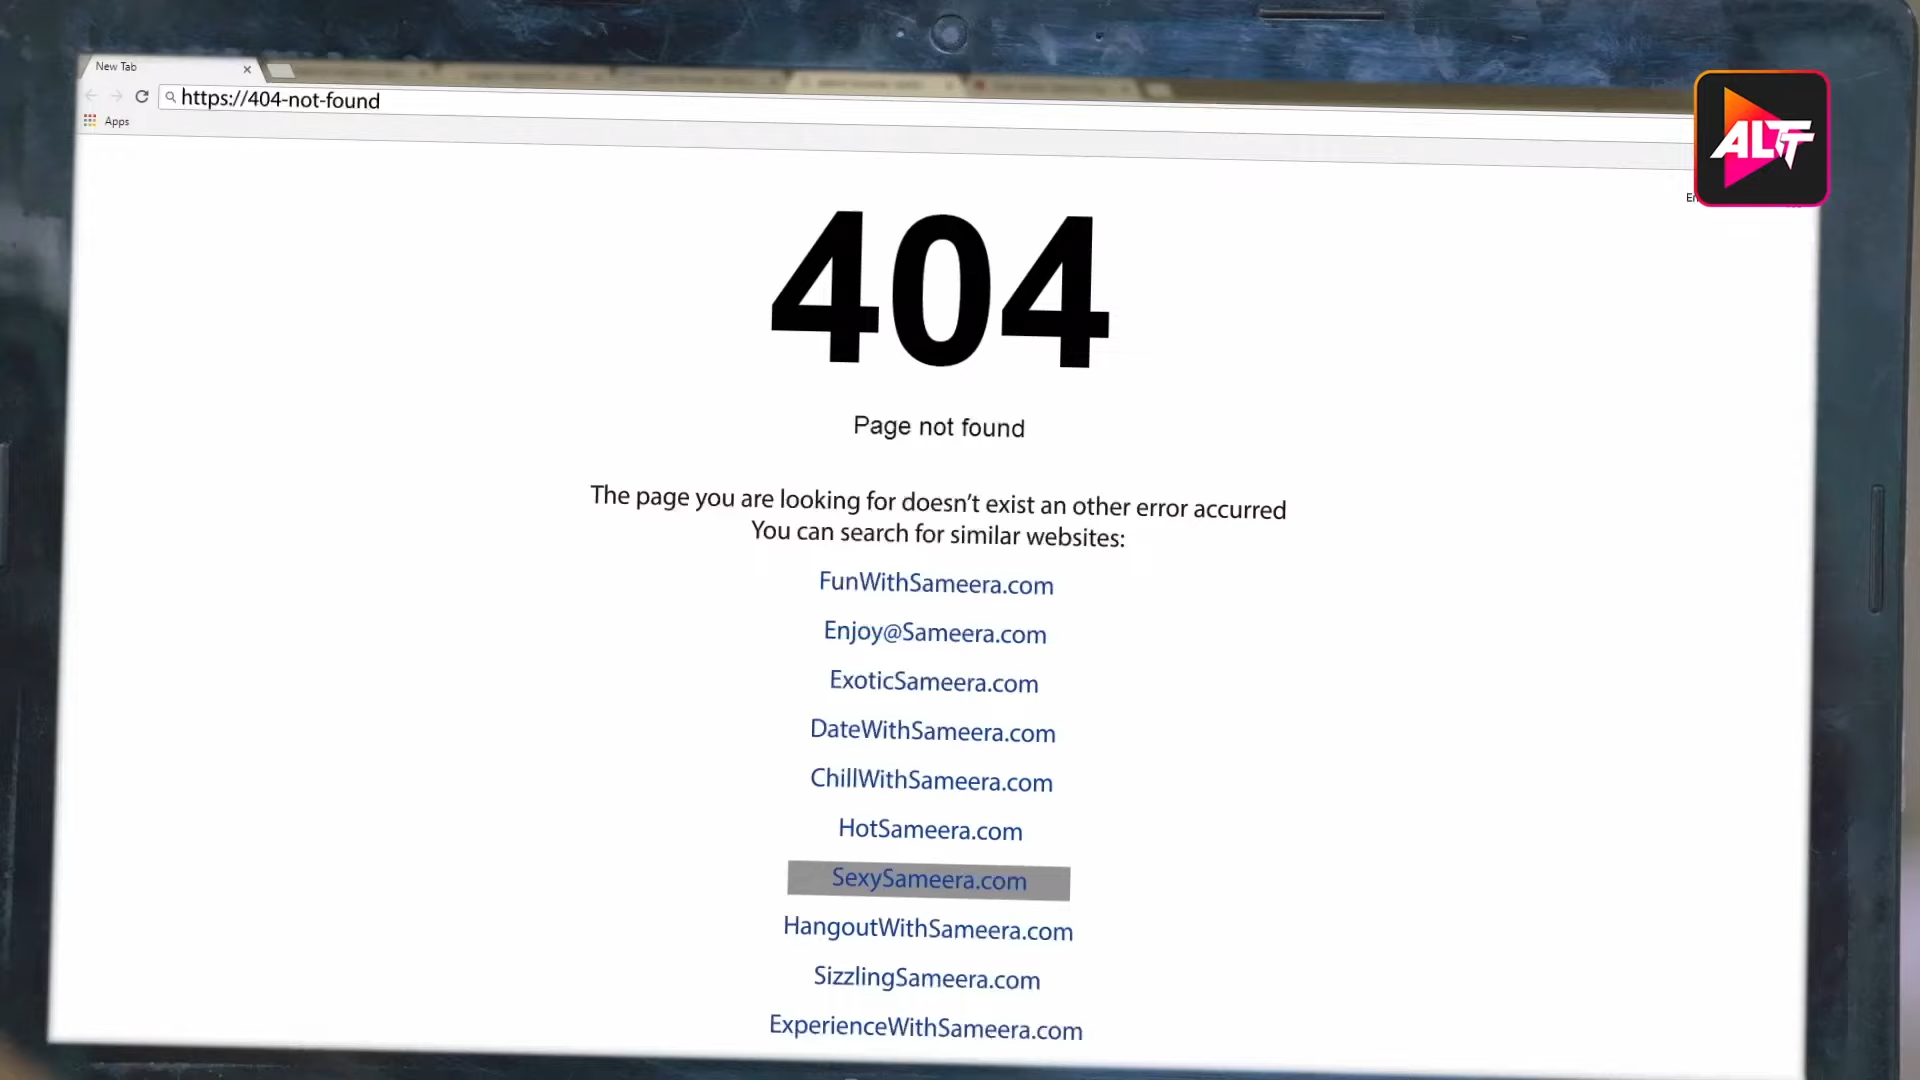 New Tab
https://404-not-found
Apps
ALTT
404
Page not found
The page you are looking for doesn't exist an other error accurred
You can search for similar websites:
FunWithSameera.com
Enjoy@Sameera.com
ExoticSameera.com
DateWithSameera.com
ChillWithSameera.com
HotSameera.com
SexySameera.com
HangoutWithSameera.com
SizzlingSameera.com
ExperienceWithSameera.com